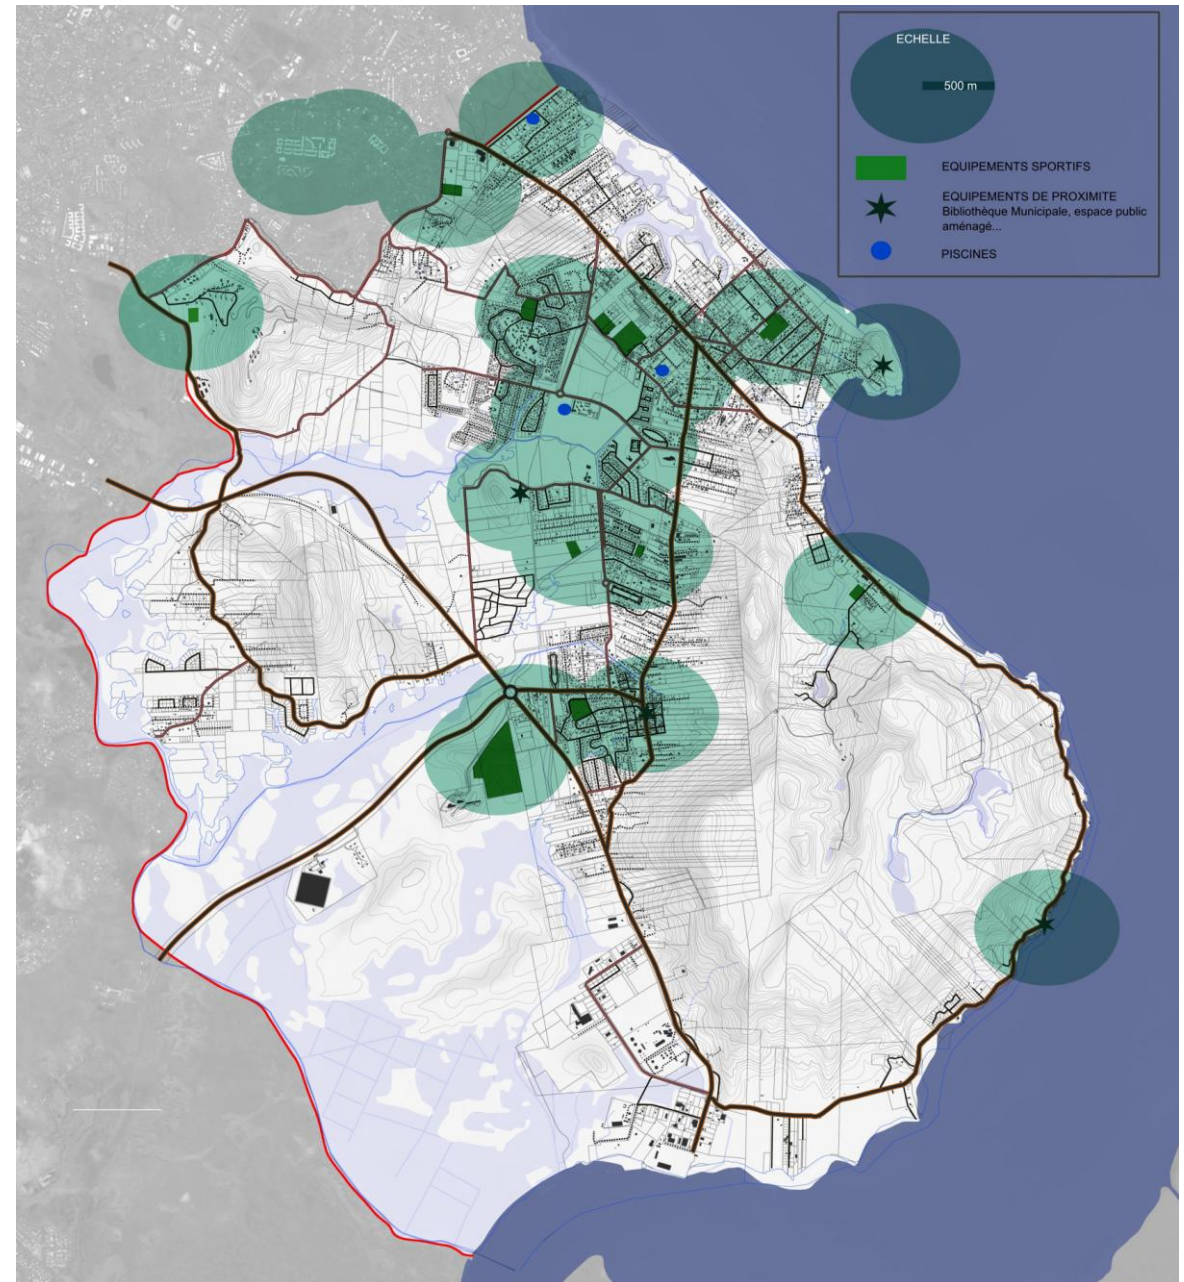 ECHELLE
500 m
EQUIPEMENTS SPORTIFS
EQUIPEMENTS DE PROXIMITE
Bibliothèque Municipale, espace public
aménagé...
PISCINES